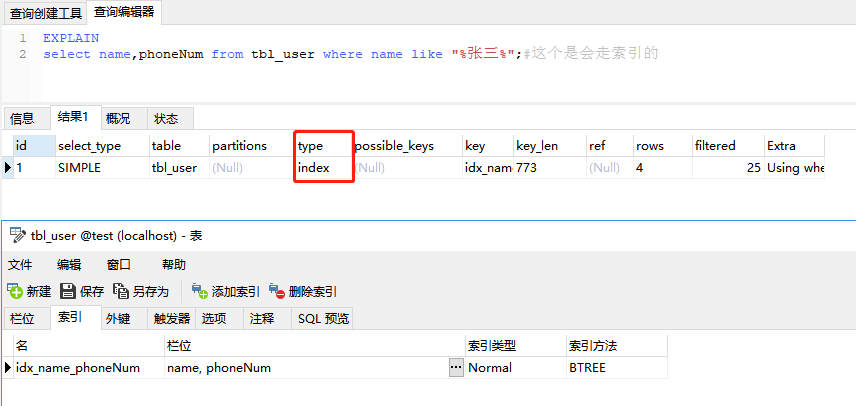 查询创建工具 查询编辑器
1 EXPLAIN
2 select name,phoneNum from tbl_user where name like "%张三%";#这个是会走索引的
信息 结果1 概况 状态
id select_type table partitions type possible_keys key key_len ref rows filtered Extra
1 SIMPLE tbl_user (Null) index (Null) idx_nam 773 (Null) 4 25 Using whe
tbl_user @test (localhost) - 表
文件 编辑 窗口 帮助
新建 保存 另存为 添加索引 删除索引
栏位 索引 外键 触发器 选项 注释 SQL 预览
名 栏位 索引类型 索引方法
idx_name_phoneNum name, phoneNum ... Normal BTREE